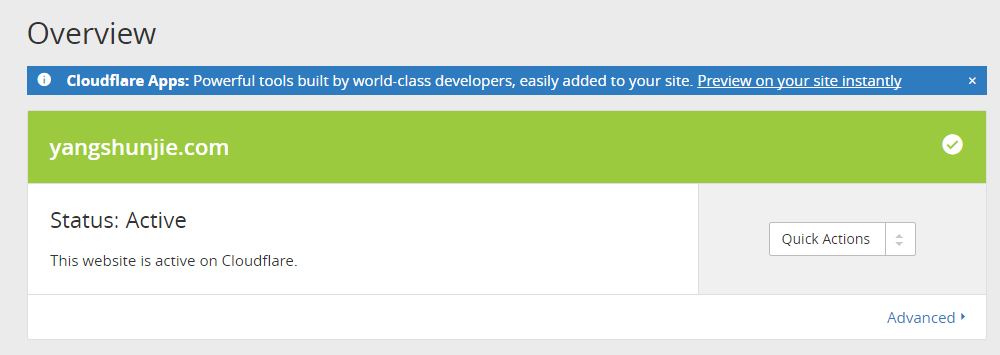 Overview
Cloudflare Apps: Powerful tools built by world-class developers, easily added to your site. Preview on your site instantly ×
yangshunjie.com
Status: Active
This website is active on Cloudflare.
Quick Actions
Advanced